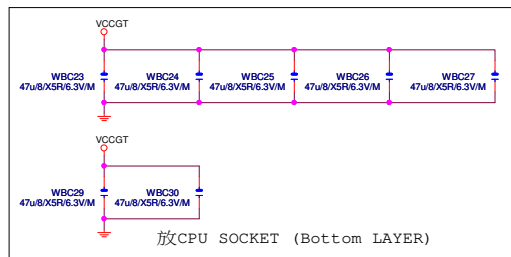 VCCGT
WBC23 WBC24 WBC25 WBC26 WBC27
47u/8/X5R/6.3V/M 47u/8/X5R/6.3V/M 47u/8/X5R/6.3V/M 47u/8/X5R/6.3V/M 47u/8/X5R/6.3V/M
VCCGT
WBC29 WBC30
47u/8/X5R/6.3V/M 47u/8/X5R/6.3V/M
放CPU SOCKET (Bottom LAYER)